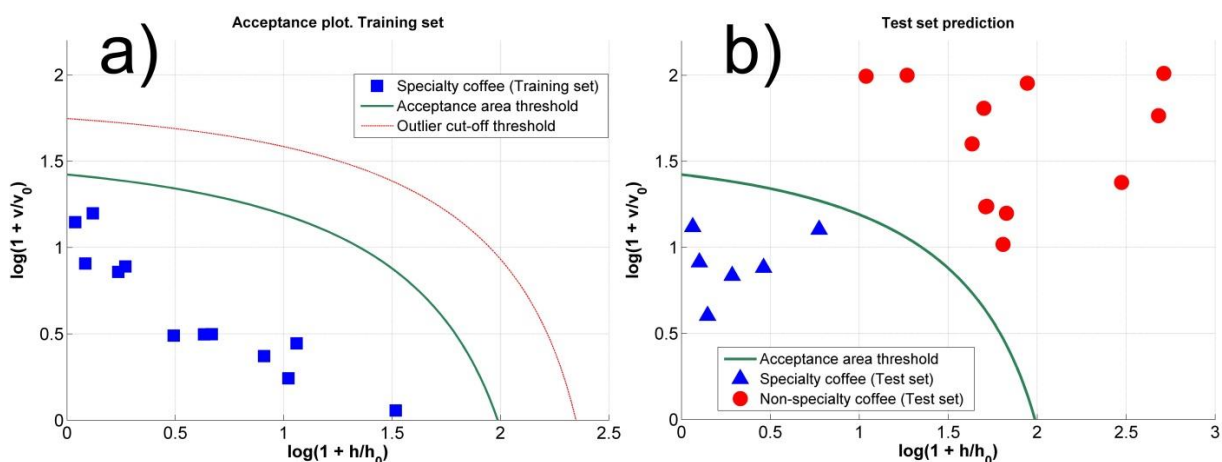 Acceptance plot. Training set
a)
Specialty coffee (Training set)
Acceptance area threshold
Outlier cut-off threshold
log(1 + v/v0)
2
1.5
1
0.5
0
0 0.5 1 1.5 2 2.5
log(1 + h/h0)
Test set prediction
b)
log(1 + v/v0)
2
1.5
1
0.5
0
Acceptance area threshold
Specialty coffee (Test set)
Non-specialty coffee (Test set)
0 0.5 1 1.5 2 2.5 3
log(1 + h/h0)